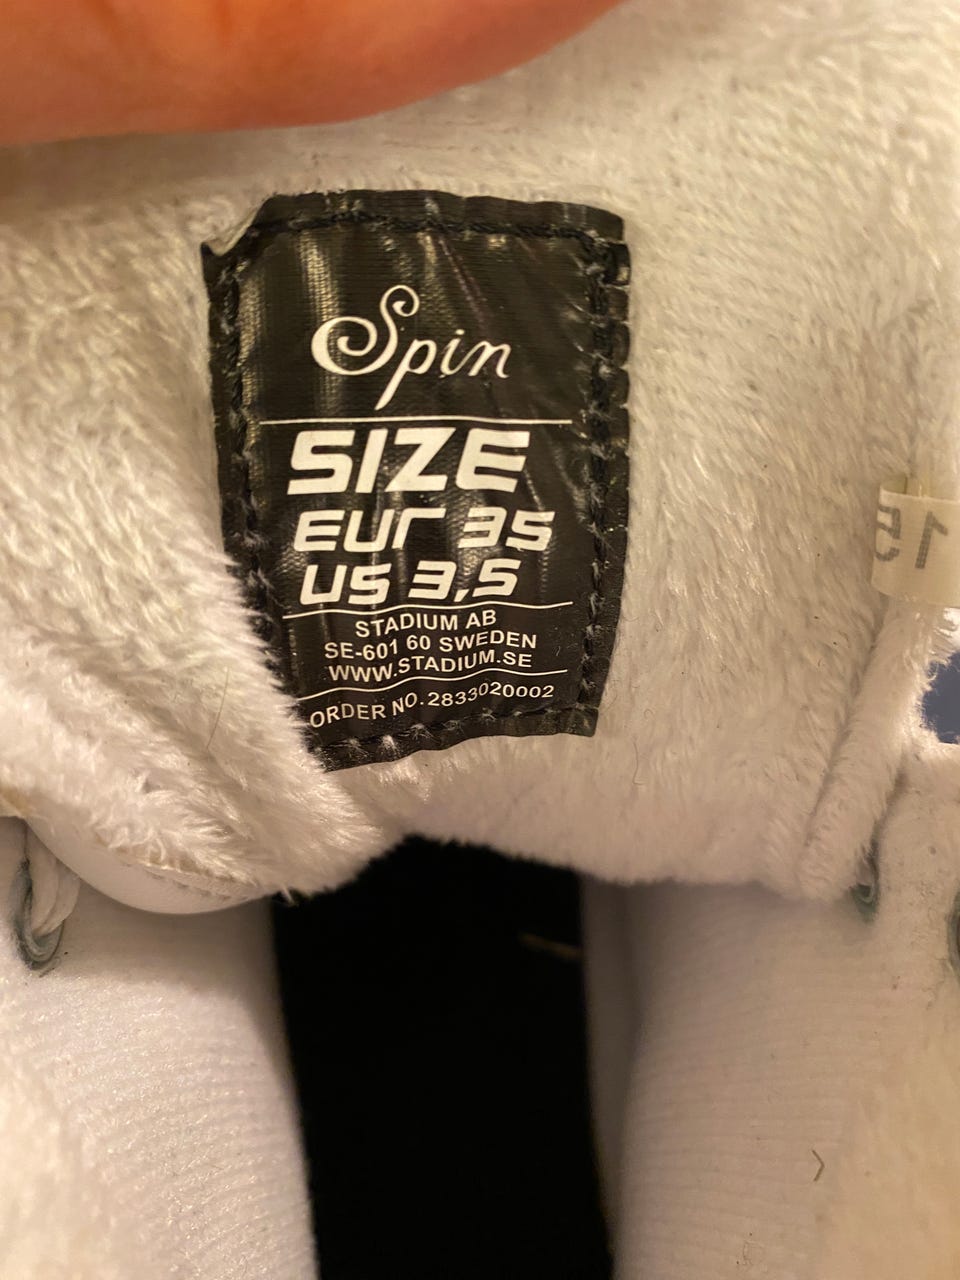 Spin
SIZE
EUR 35
US 3,5
STADIUM AB
SE-601 60 SWEDEN
WWW.STADIUM.SE
ORDER NO.2833020002